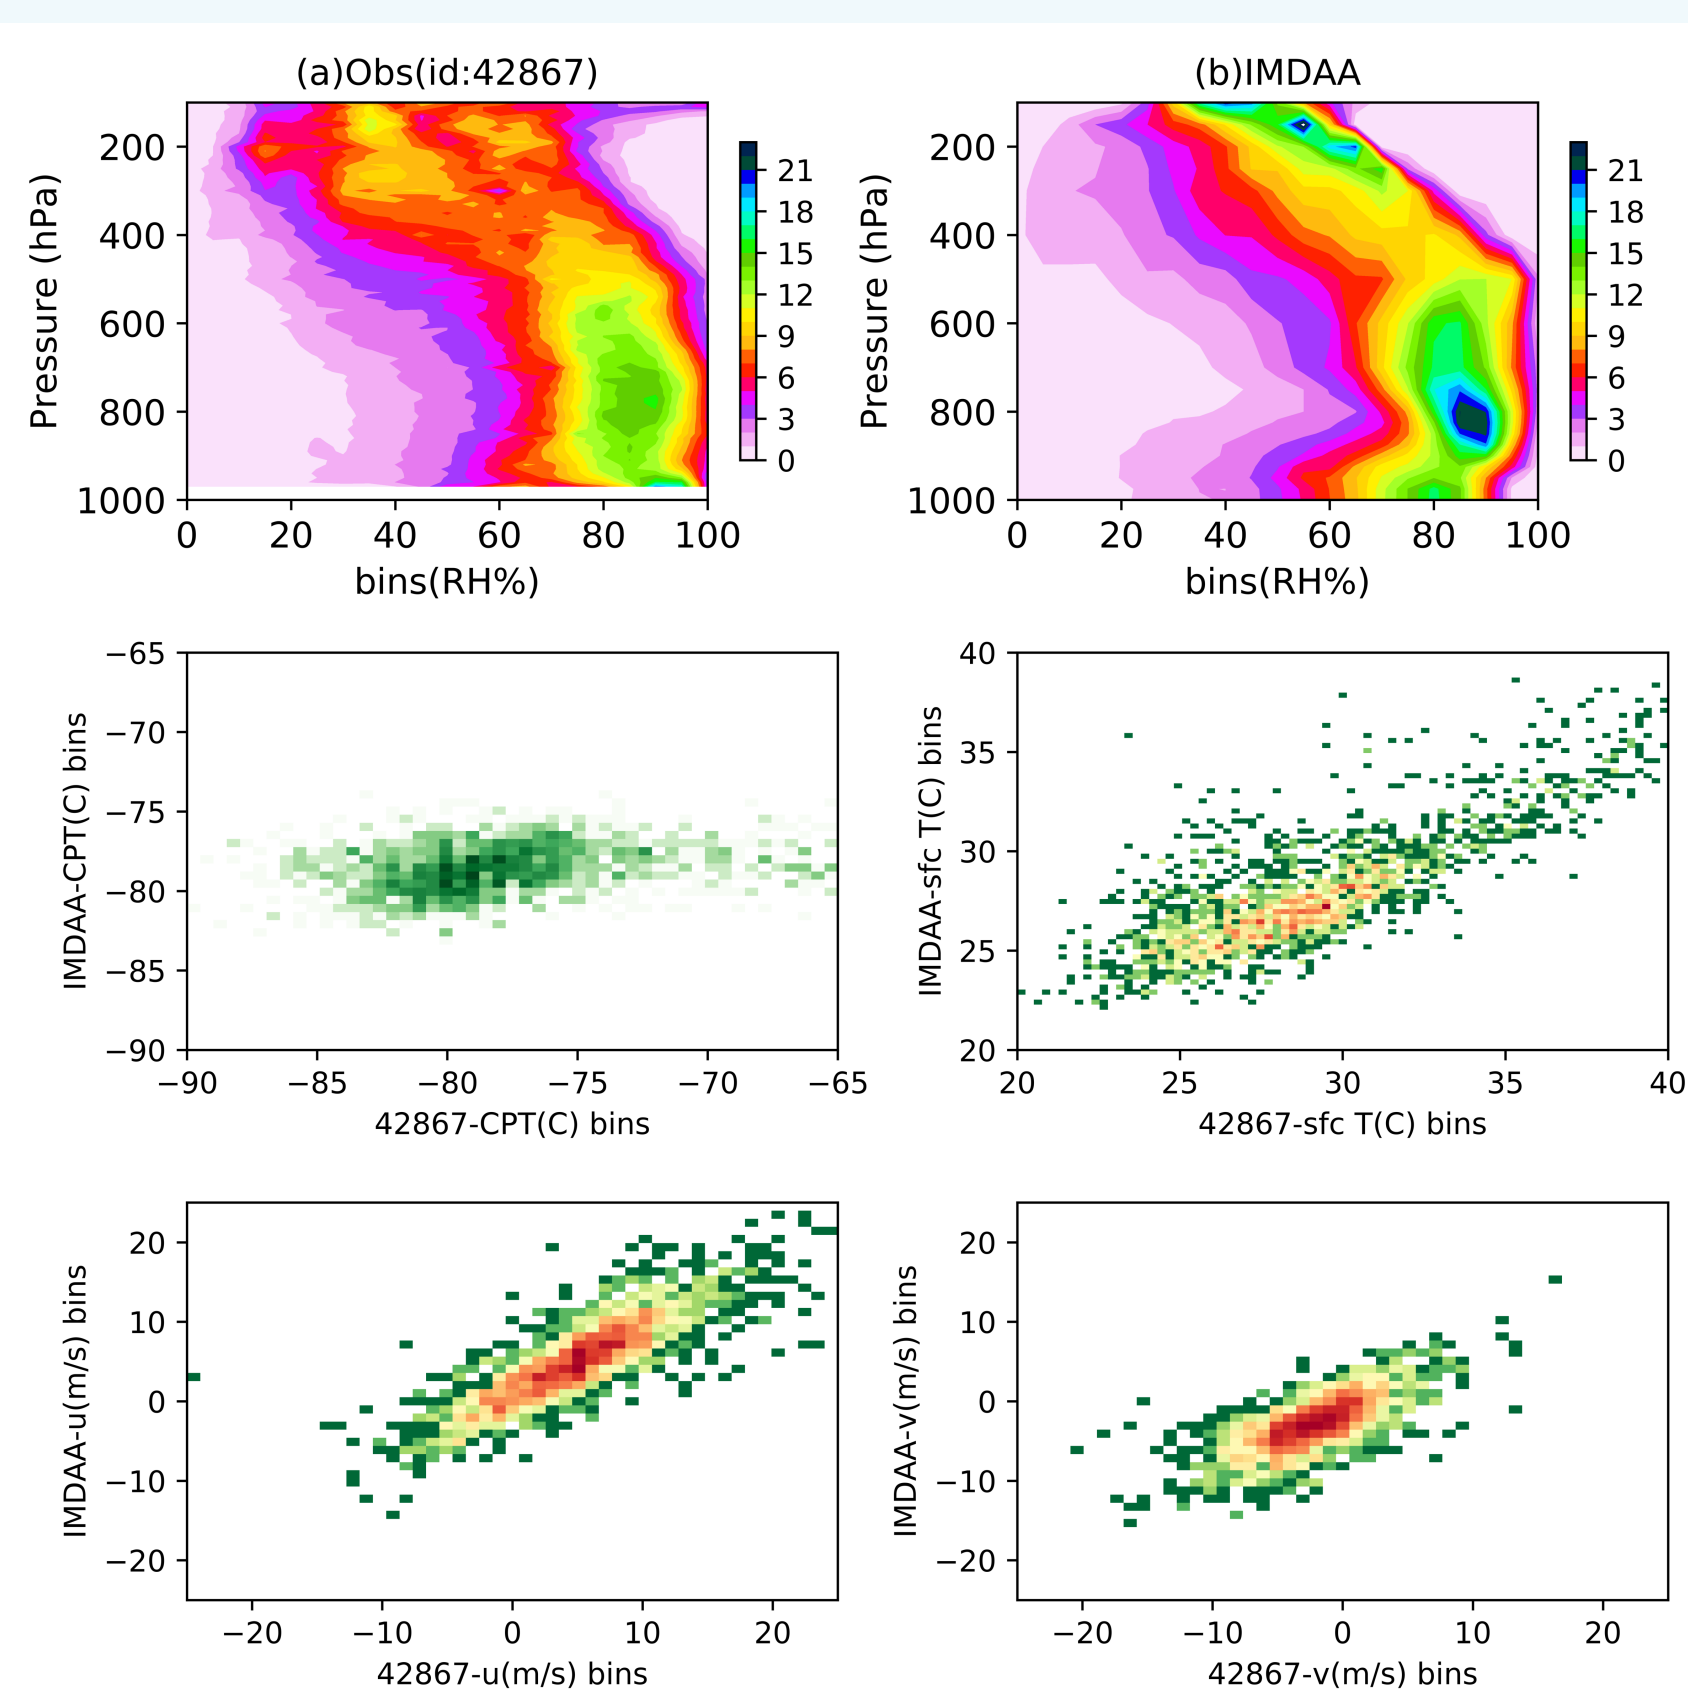 (a)Obs(id:42867)
(b)IMDAA
Pressure (hPa)
200
400
600
800
1000
0 20 40 60 80 100
bins(RH%)
21
18
15
12
9
6
3
0
Pressure (hPa)
200
400
600
800
1000
0 20 40 60 80 100
bins(RH%)
21
18
15
12
9
6
3
0
IMDAA-CPT(C) bins
−65
−70
−75
−80
−85
−90
−90 −85 −80 −75 −70 −65
42867-CPT(C) bins
IMDAA-sfc T(C) bins
40
35
30
25
20
20 25 30 35 40
42867-sfc T(C) bins
IMDAA-u(m/s) bins
20
10
0
−10
−20
−20 −10 0 10 20
42867-u(m/s) bins
IMDAA-v(m/s) bins
20
10
0
−10
−20
−20 −10 0 10 20
42867-v(m/s) bins